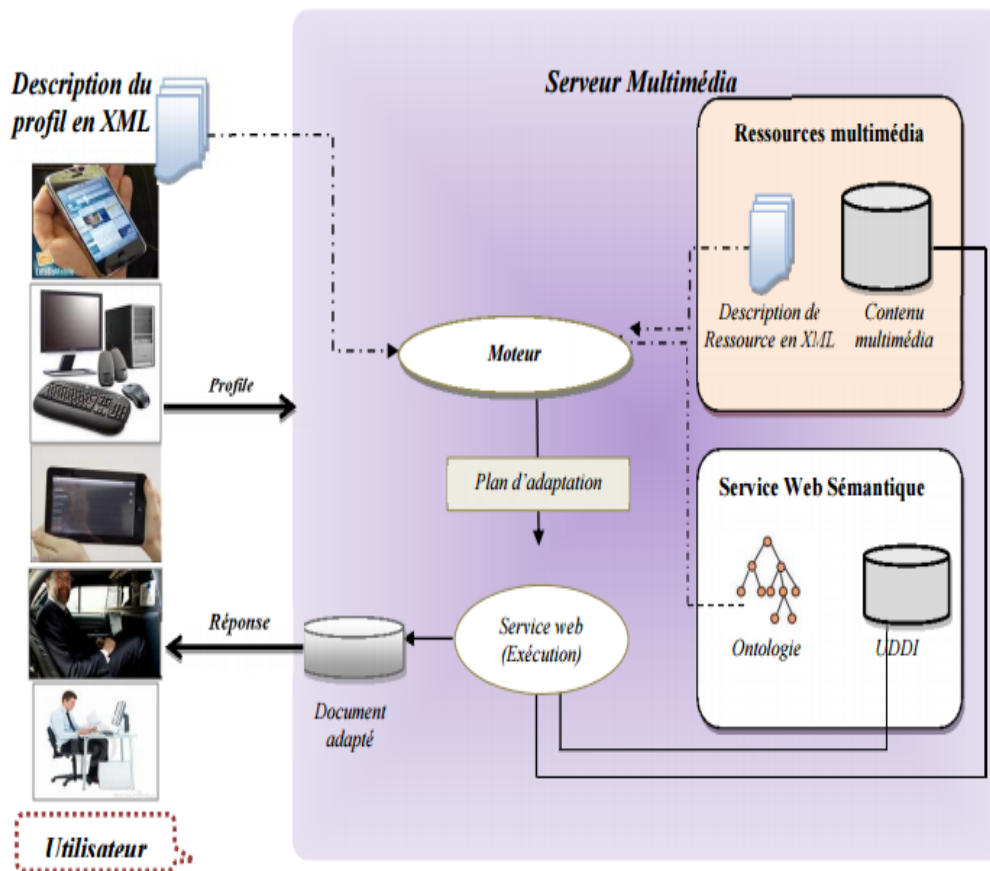 Description du
profil en XML
Serveur Multimédia
Ressources multimédia
Description de
Ressource en XML
Contenu
multimédia
Moteur
Profile
Plan d'adaptation
Service Web Sémantique
Ontologie
UDDI
Réponse
Service web
(Exécution)
Document
adapté
Utilisateur